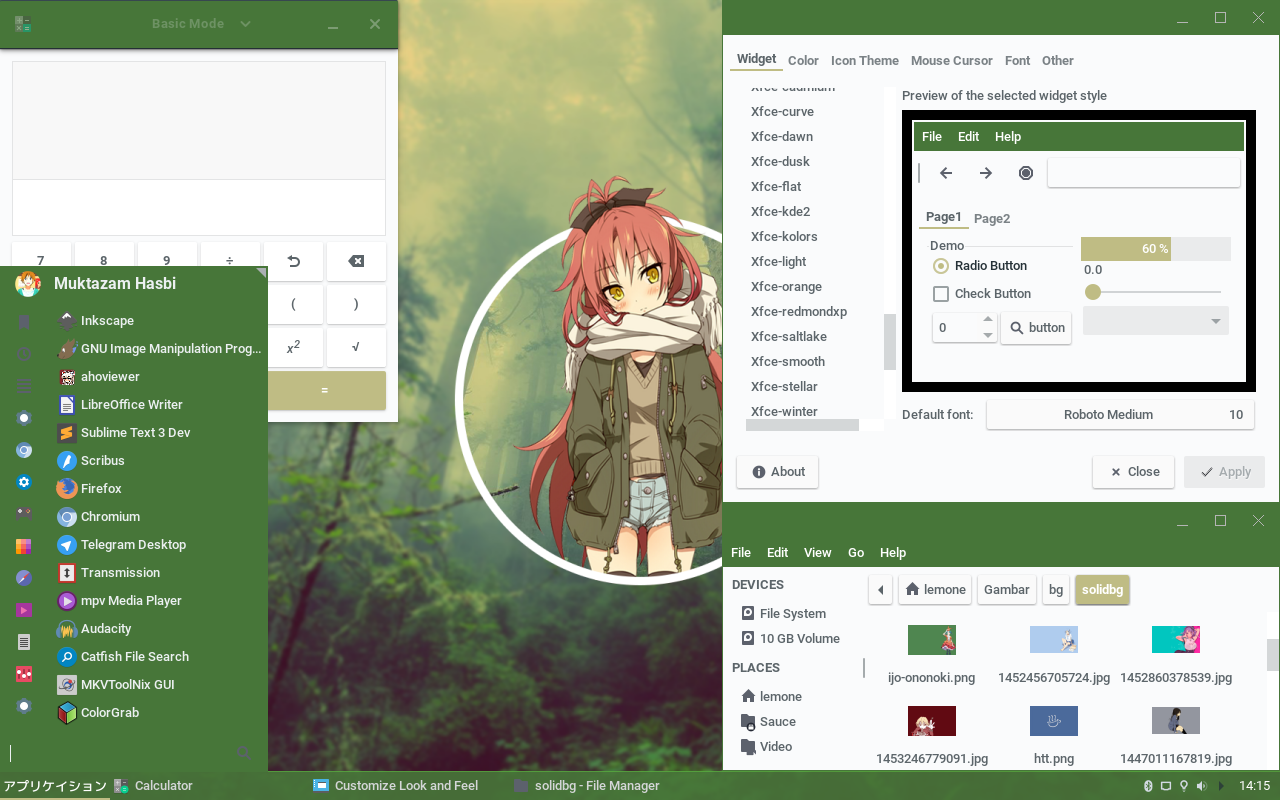 Basic Mode
7 8 9 ÷
( )
x² √
=
Muktazam Hasbi
Inkscape
GNU Image Manipulation Prog...
ahoviewer
LibreOffice Writer
Sublime Text 3 Dev
Scribus
Firefox
Chromium
Telegram Desktop
Transmission
mpv Media Player
Audacity
Catfish File Search
MKVToolNix GUI
ColorGrab
Widget Color Icon Theme Mouse Cursor Font Other
Xfce-cadmium
Xfce-curve
Xfce-dawn
Xfce-dusk
Xfce-flat
Xfce-kde2
Xfce-kolors
Xfce-light
Xfce-orange
Xfce-redmondxp
Xfce-saltlake
Xfce-smooth
Xfce-stellar
Xfce-winter
Preview of the selected widget style
File Edit Help
Page1 Page2
Demo
Radio Button
Check Button
0 button
60 %
0.0
Default font: Roboto Medium 10
About Close Apply
File Edit View Go Help
DEVICES
File System
10 GB Volume
PLACES
lemone
Sauce
Video
lemone Gambar bg solidbg
ijo-ononoki.png 1452456705724.jpg 1452860378539.jpg
1453246779091.jpg htt.png 1447011167819.jpg
アプリケイション Calculator Customize Look and Feel solidbg - File Manager 14:15